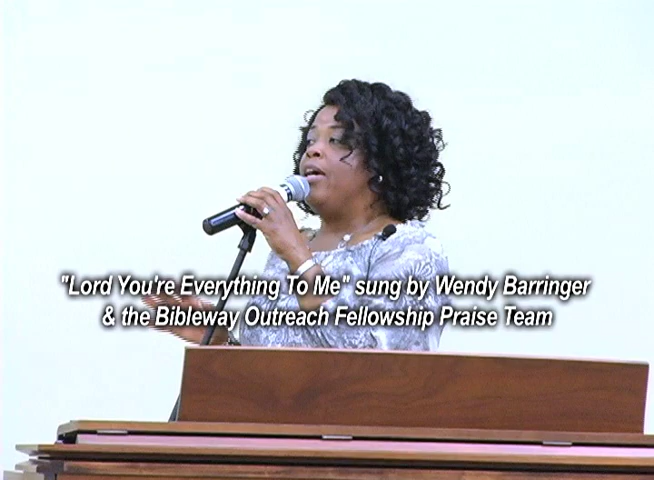 "Lord You're Everything To Me" sung by Wendy Barringer
& the Bibleway Outreach Fellowship Praise Team